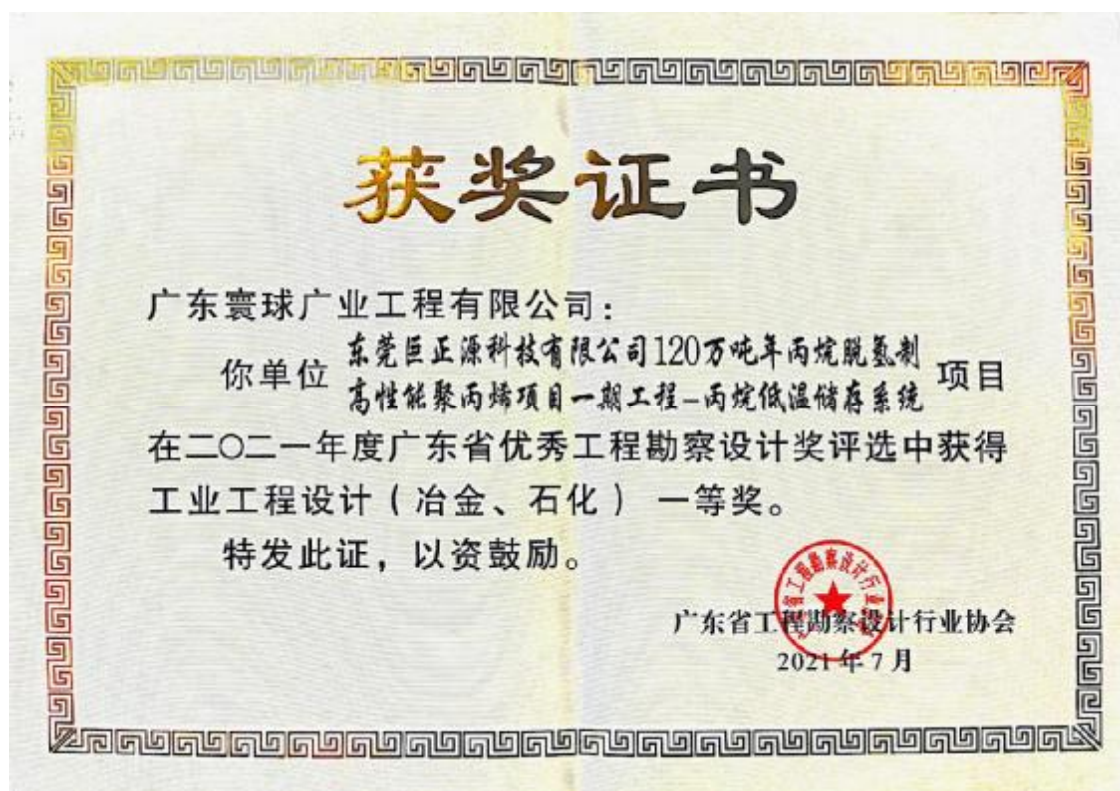 获奖证书
广东寰球广业工程有限公司：
你单位 东莞巨正源科技有限公司120万吨年丙烷脱氢制
高性能聚丙烯项目一期工程-丙烷低温储存系统 项目
在二〇二一年度广东省优秀工程勘察设计奖评选中获得
工业工程设计（冶金、石化） 一等奖。
特发此证，以资鼓励。
广东省工程勘察设计行业协会
2021年7月